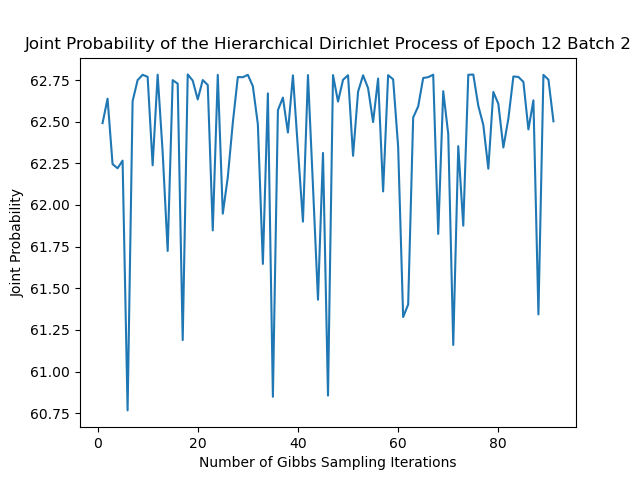 Joint Probability of the Hierarchical Dirichlet Process of Epoch 12 Batch 2
62.75
62.50
62.25
62.00
61.75
61.50
61.25
61.00
60.75
Joint Probability
0 20 40 60 80
Number of Gibbs Sampling Iterations